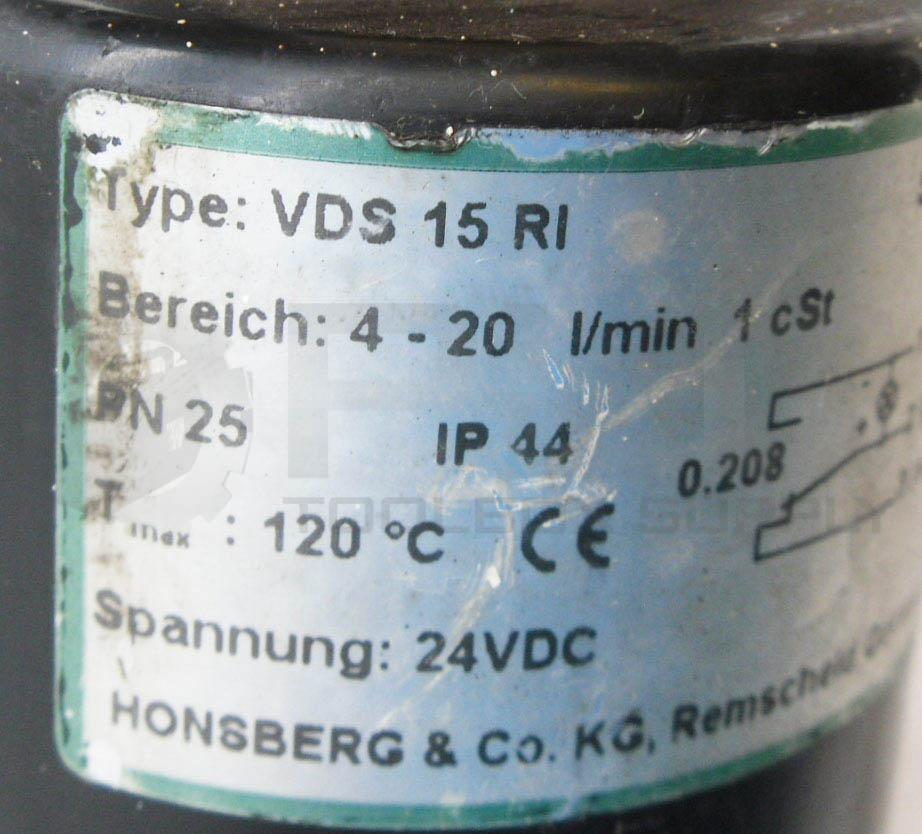 Type: VDS 15 RI
Bereich: 4 - 20 l/min 1 cSt
PN 25 IP 44
0.208
T max : 120 °C CE
Spannung: 24VDC
HONSBERG & Co. KG, Remscheid